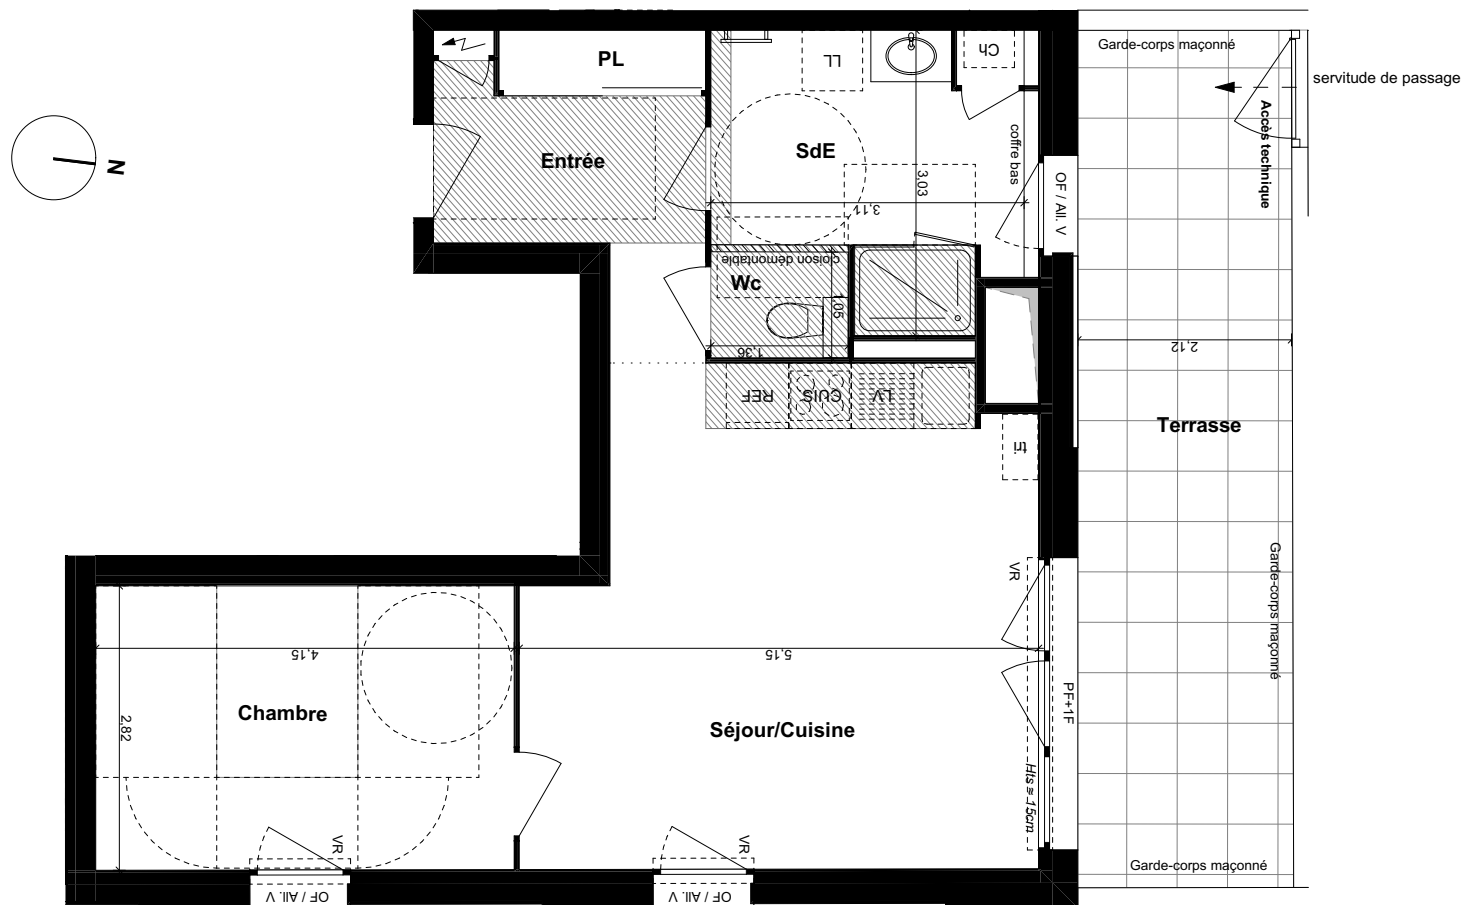 Garde-corps maçonné
servitude de passage
PL
LL
Ch
Accès technique
N
Entrée
SdE
coffre bas
OF / All. V
3,03
3,11
cloison démontable
Wc
1,05
1,36
2,12
REF
CUIS
LV
tri
Terrasse
Garde-corps maçonné
VR
4,15
5,15
PF+1F
Chambre
2,82
Séjour/Cuisine
Hts ≈ 15cm
VR
VR
Garde-corps maçonné
OF / All. V
OF / All. V